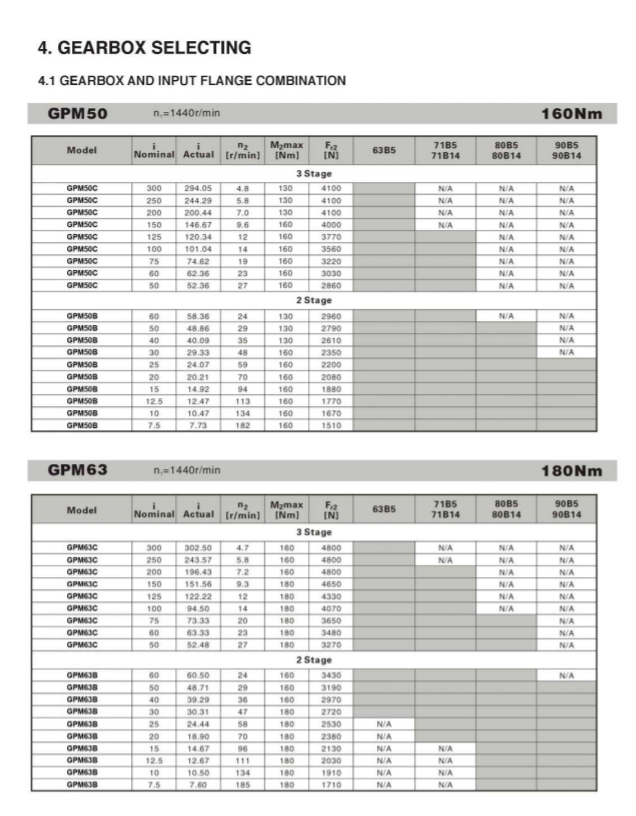 4. GEARBOX SELECTING
4.1 GEARBOX AND INPUT FLANGE COMBINATION
GPM50 n₁=1440r/min 160Nm
Model i Nominal i Actual n₂ [r/min] M₂max [Nm] Fr₂ [N] 63B5 71B5 71B14 80B5 80B14 90B5 90B14
3 Stage
GPM50C 300 294.05 4.8 130 4100 N/A N/A N/A
GPM50C 250 244.29 5.8 130 4100 N/A N/A N/A
GPM50C 200 200.44 7.0 130 4100 N/A N/A N/A
GPM50C 150 146.67 9.6 160 4000 N/A N/A N/A
GPM50C 125 120.34 12 160 3770 N/A N/A
GPM50C 100 101.04 14 160 3560 N/A N/A
GPM50C 75 74.62 19 160 3220 N/A N/A
GPM50C 60 62.36 23 160 3030 N/A N/A
GPM50C 50 52.36 27 160 2860 N/A N/A
2 Stage
GPM50B 60 58.36 24 130 2960 N/A N/A
GPM50B 50 48.86 29 130 2790 N/A
GPM50B 40 40.09 35 130 2610 N/A
GPM50B 30 29.33 48 160 2350 N/A
GPM50B 25 24.07 59 160 2200
GPM50B 20 20.21 70 160 2080
GPM50B 15 14.92 94 160 1880
GPM50B 12.5 12.47 113 160 1770
GPM50B 10 10.47 134 160 1670
GPM50B 7.5 7.73 182 160 1510
GPM63 n₁=1440r/min 180Nm
Model i Nominal i Actual n₂ [r/min] M₂max [Nm] Fr₂ [N] 63B5 71B5 71B14 80B5 80B14 90B5 90B14
3 Stage
GPM63C 300 302.50 4.7 160 4800 N/A N/A N/A
GPM63C 250 243.57 5.8 160 4800 N/A N/A N/A
GPM63C 200 196.43 7.2 160 4800 N/A N/A
GPM63C 150 151.56 9.3 180 4650 N/A N/A
GPM63C 125 122.22 12 180 4330 N/A N/A
GPM63C 100 94.50 14 180 4070 N/A N/A
GPM63C 75 73.33 20 180 3650 N/A
GPM63C 60 63.33 23 180 3480 N/A
GPM63C 50 52.48 27 180 3270 N/A
2 Stage
GPM63B 60 60.50 24 160 3430 N/A
GPM63B 50 48.71 29 160 3190
GPM63B 40 39.29 36 160 2970
GPM63B 30 30.31 47 180 2720
GPM63B 25 24.44 58 180 2530 N/A
GPM63B 20 18.90 70 180 2380 N/A
GPM63B 15 14.67 96 180 2130 N/A N/A
GPM63B 12.5 12.67 111 180 2030 N/A N/A
GPM63B 10 10.50 134 180 1910 N/A N/A
GPM63B 7.5 7.60 185 180 1710 N/A N/A